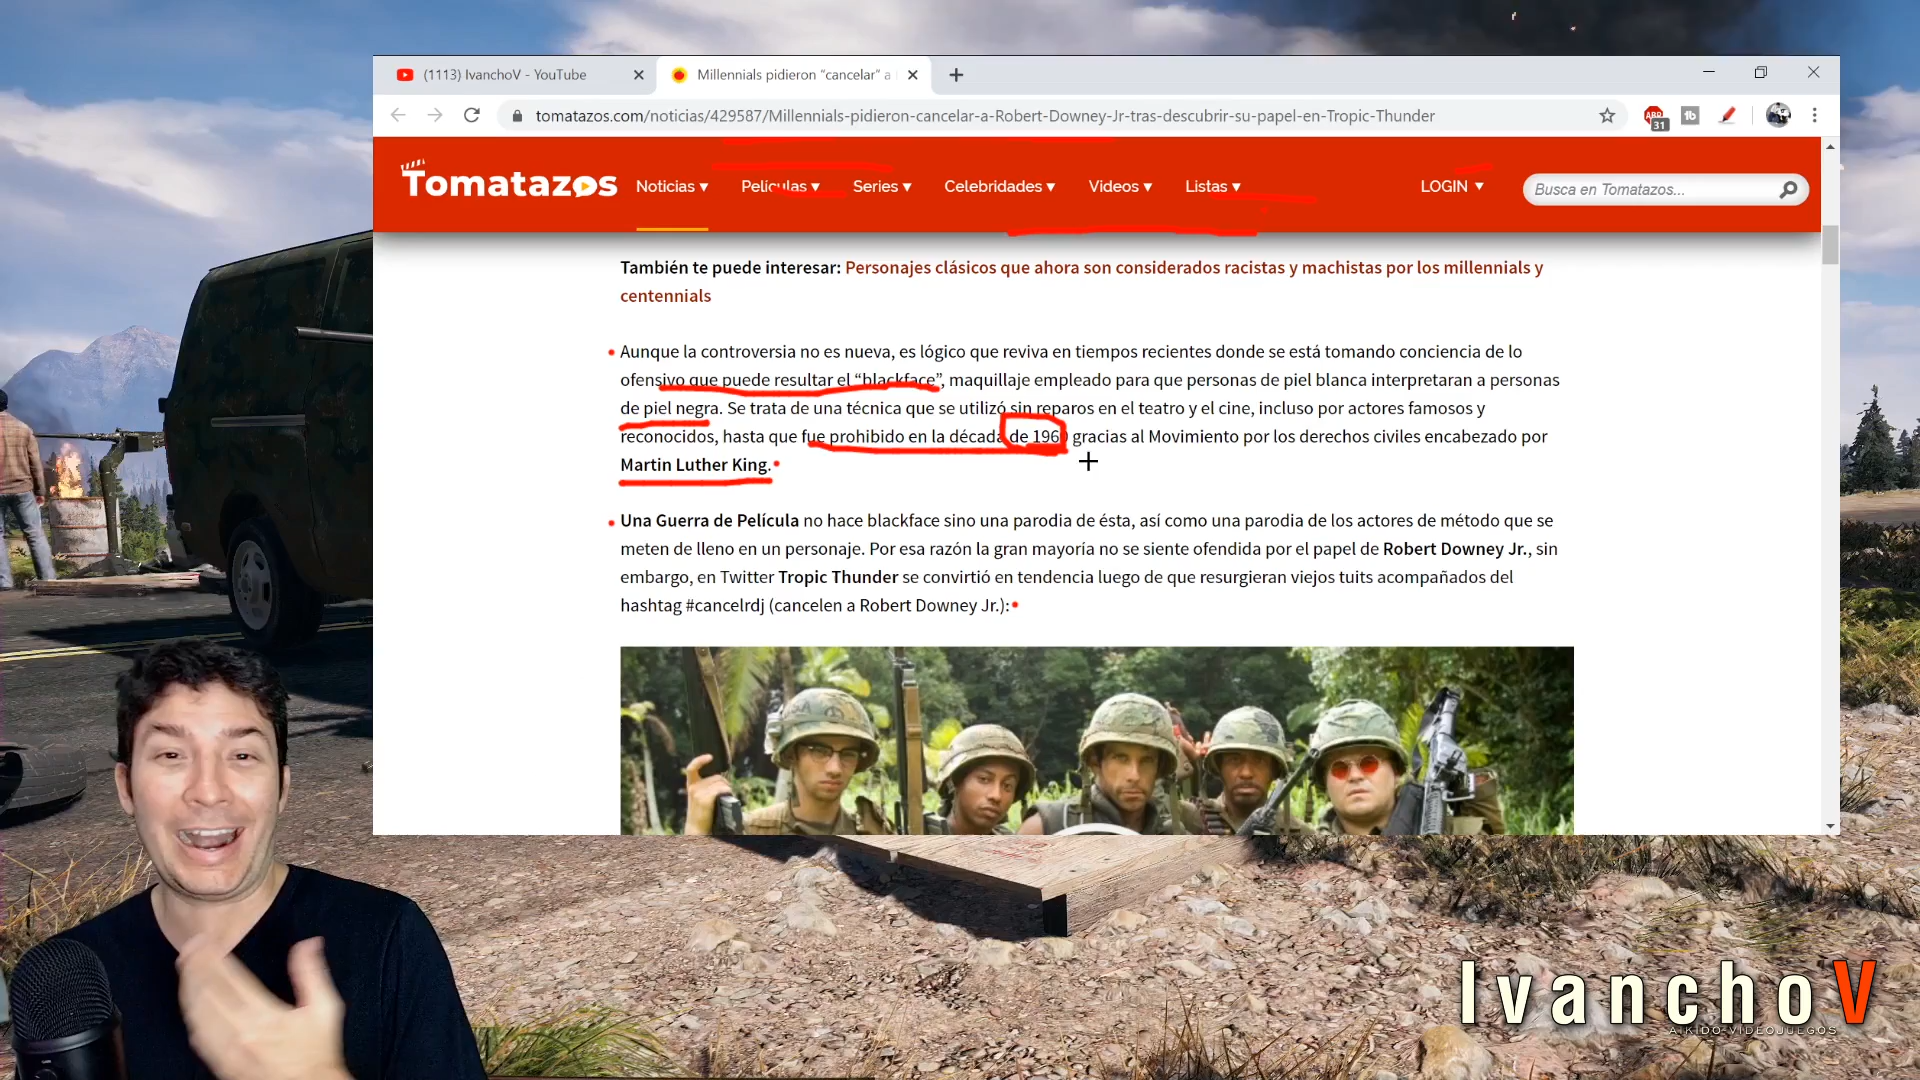 (1113) IvanchoV - YouTube
Millennials pidieron “cancelar” a
tomatazos.com/noticias/429587/Millennials-pidieron-cancelar-a-Robert-Downey-Jr-tras-descubrir-su-papel-en-Tropic-Thunder
ABP
31
tb
Tomatazos
Noticias ▾ Películas ▾ Series ▾ Celebridades ▾ Videos ▾ Listas ▾ LOGIN ▾ Busca en Tomatazos...
También te puede interesar: Personajes clásicos que ahora son considerados racistas y machistas por los millennials y
centennials
Aunque la controversia no es nueva, es lógico que reviva en tiempos recientes donde se está tomando conciencia de lo
ofensivo que puede resultar el “blackface”, maquillaje empleado para que personas de piel blanca interpretaran a personas
de piel negra. Se trata de una técnica que se utilizó sin reparos en el teatro y el cine, incluso por actores famosos y
reconocidos, hasta que fue prohibido en la década de 1960 gracias al Movimiento por los derechos civiles encabezado por
Martin Luther King.
Una Guerra de Película no hace blackface sino una parodia de ésta, así como una parodia de los actores de método que se
meten de lleno en un personaje. Por esa razón la gran mayoría no se siente ofendida por el papel de Robert Downey Jr., sin
embargo, en Twitter Tropic Thunder se convirtió en tendencia luego de que resurgieran viejos tuits acompañados del
hashtag #cancelrdj (cancelen a Robert Downey Jr.):
IvanchoV
AIKIDO-VIDEOJUEGOS